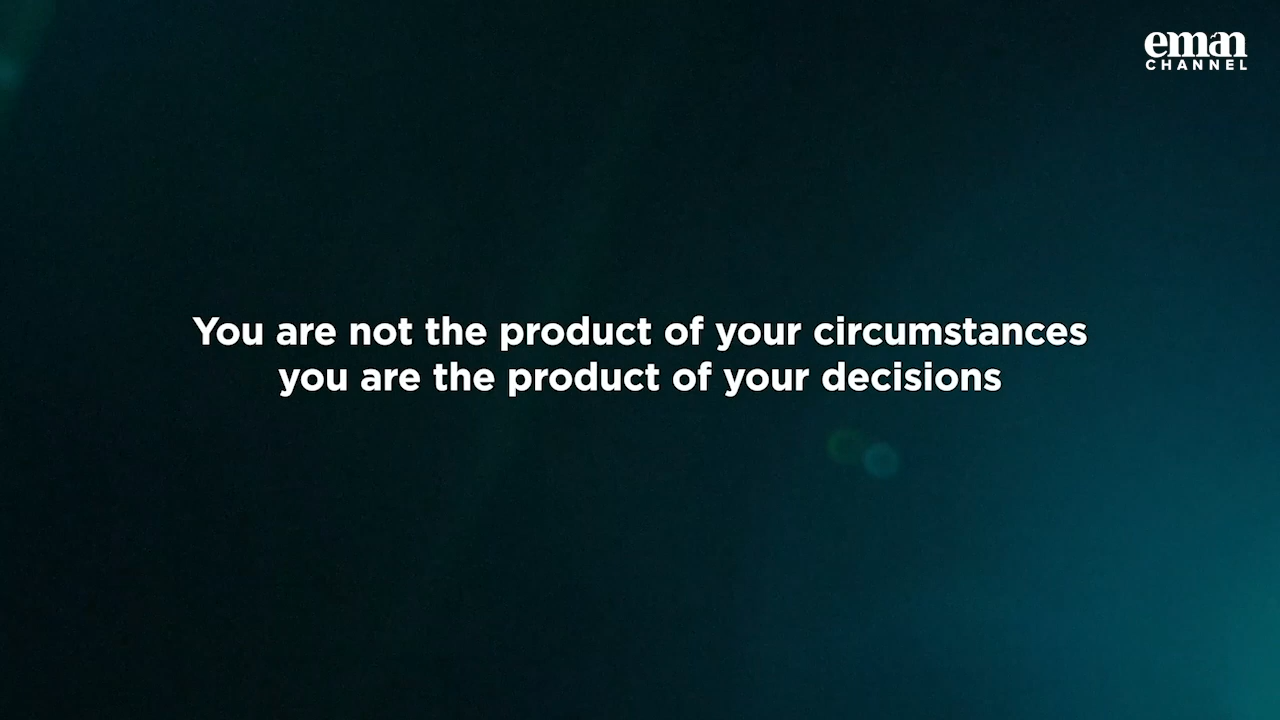 eman
CHANNEL
You are not the product of your circumstances
you are the product of your decisions